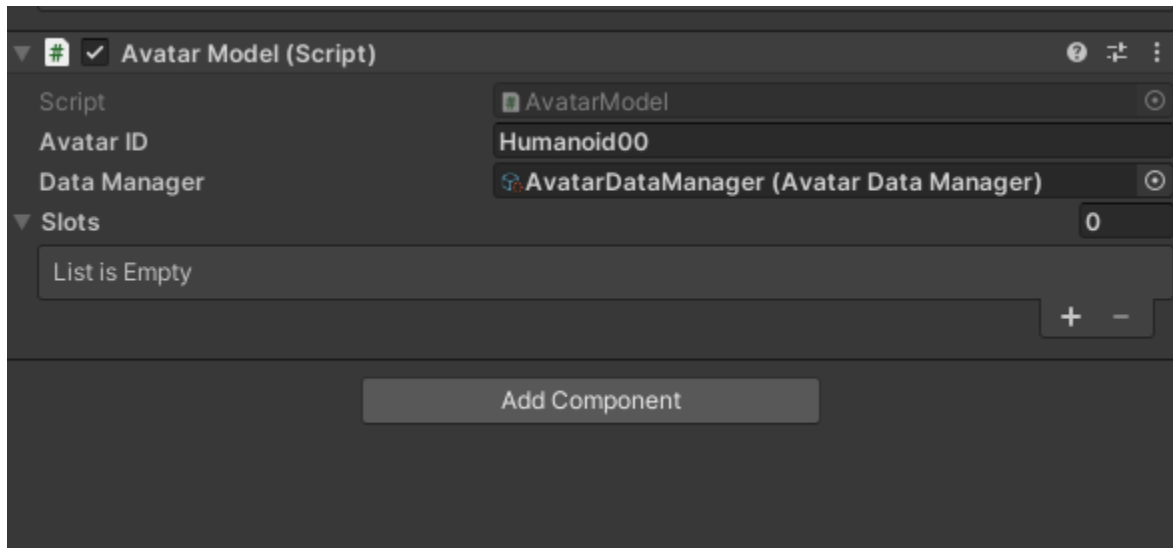 Avatar Model (Script)
Script AvatarModel
Avatar ID Humanoid00
Data Manager AvatarDataManager (Avatar Data Manager)
Slots 0
List is Empty
+ −
Add Component